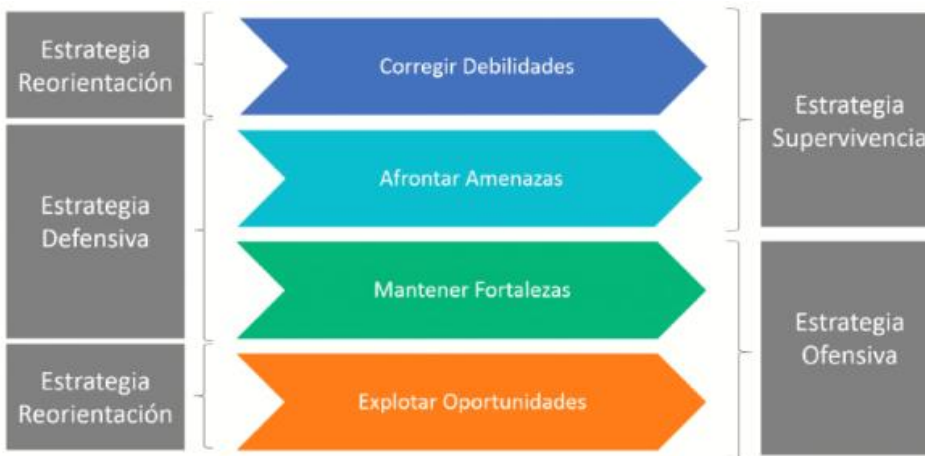 Estrategia
Reorientación
Corregir Debilidades
Estrategia
Supervivencia
Afrontar Amenazas
Estrategia
Defensiva
Mantener Fortalezas
Estrategia
Ofensiva
Estrategia
Reorientación
Explotar Oportunidades